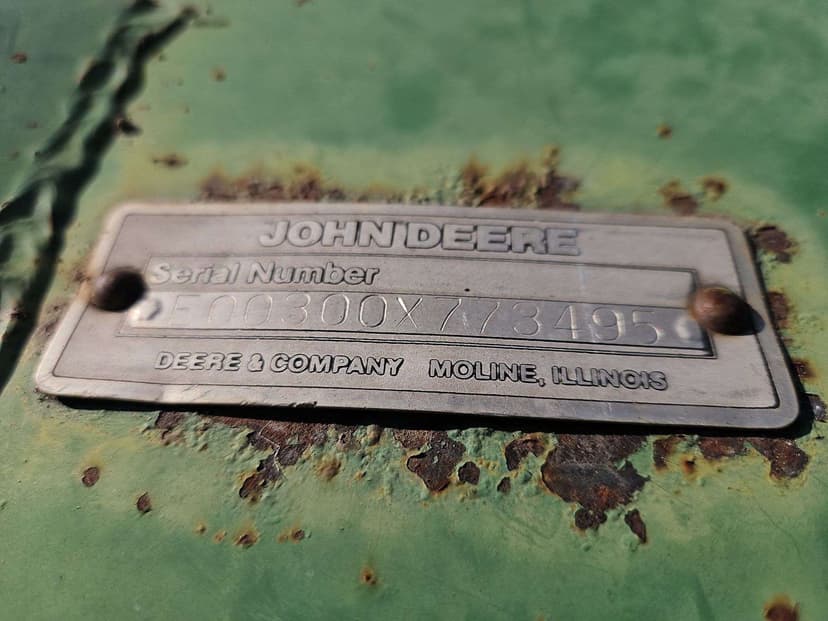 JOHN DEERE
Serial Number
E00300X773495
DEERE & COMPANY MOLINE, ILLINOIS